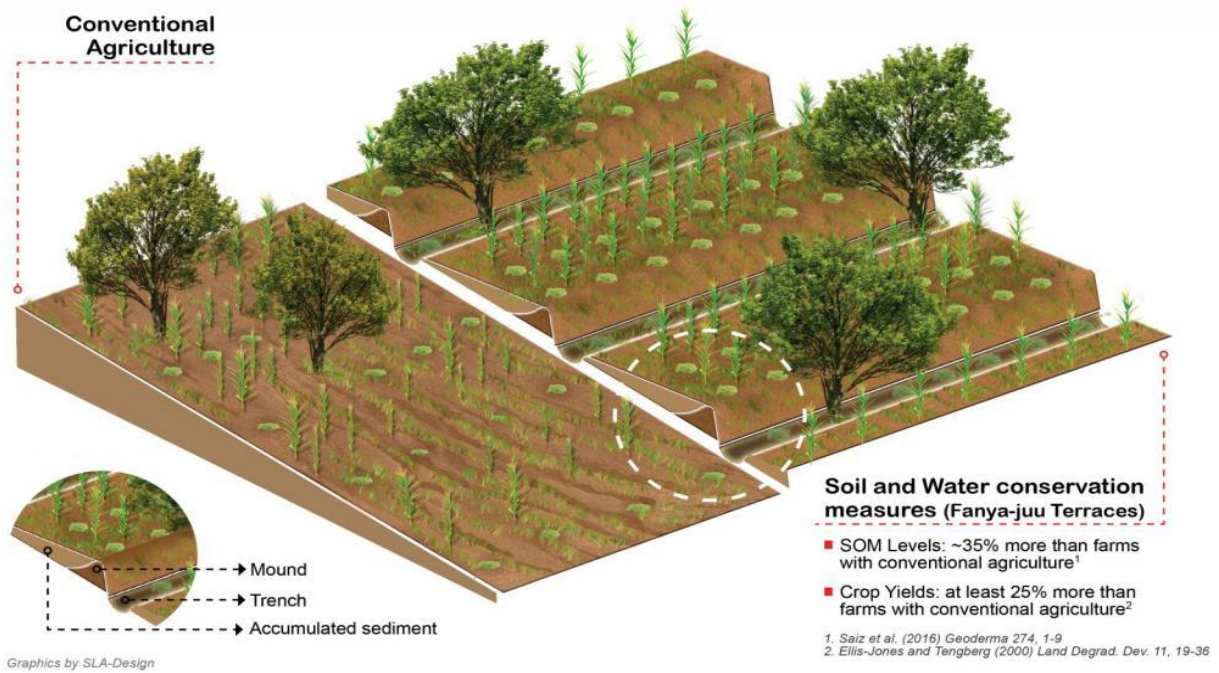 Conventional
Agriculture
Mound
Trench
Accumulated sediment
Graphics by SLA-Design
Soil and Water conservation
measures (Fanya-juu Terraces)
■ SOM Levels: ~35% more than farms
with conventional agriculture¹
■ Crop Yields: at least 25% more than
farms with conventional agriculture²
1. Saiz et al. (2016) Geoderma 274, 1-9
2. Ellis-Jones and Tengberg (2000) Land Degrad. Dev. 11, 19-36